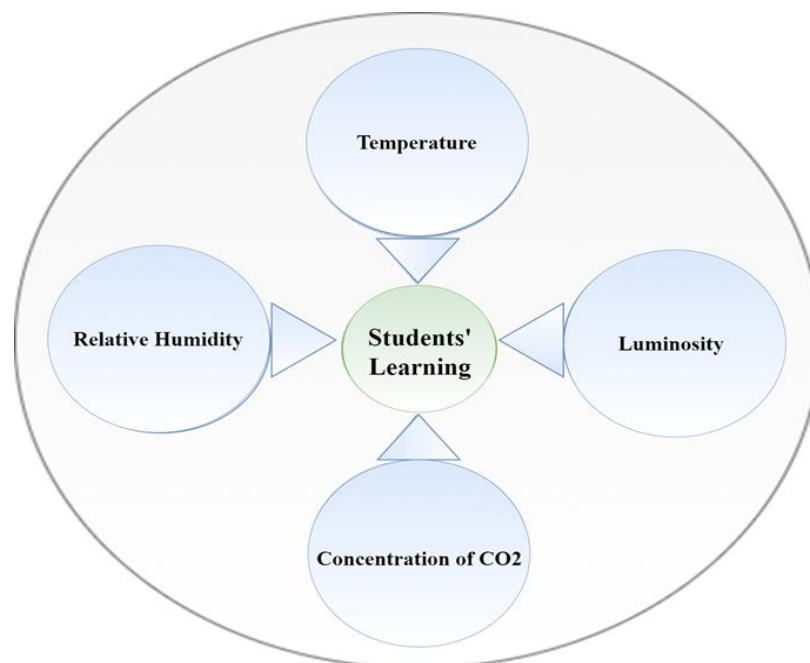 Temperature
Relative Humidity
Students'
Learning
Luminosity
Concentration of CO2